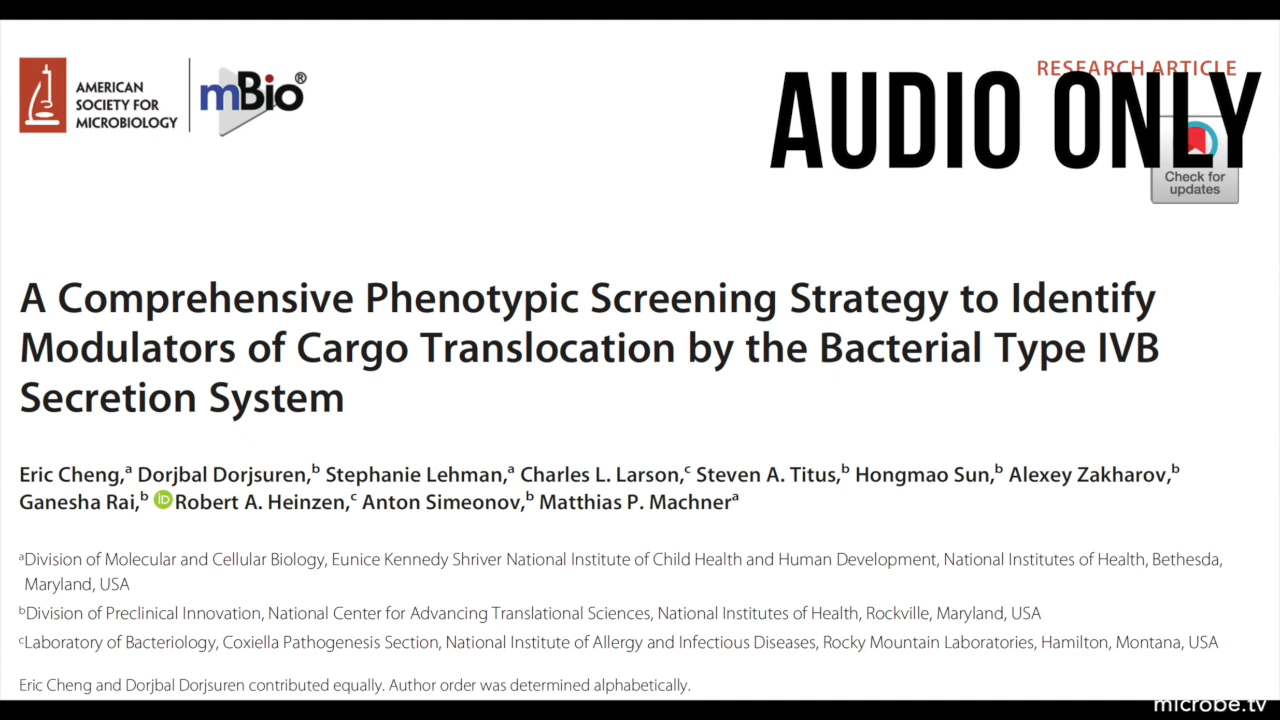 AMERICAN
SOCIETY FOR
MICROBIOLOGY
mBio®
RESEARCH ARTICLE
AUDIO ONLY
Check for
updates
A Comprehensive Phenotypic Screening Strategy to Identify
Modulators of Cargo Translocation by the Bacterial Type IVB
Secretion System
Eric Cheng,a Dorjbal Dorjsuren,b Stephanie Lehman,a Charles L. Larson,c Steven A. Titus,b Hongmao Sun,b Alexey Zakharov,b
Ganesha Rai,b iD Robert A. Heinzen,c Anton Simeonov,b Matthias P. Machnera
aDivision of Molecular and Cellular Biology, Eunice Kennedy Shriver National Institute of Child Health and Human Development, National Institutes of Health, Bethesda,
Maryland, USA
bDivision of Preclinical Innovation, National Center for Advancing Translational Sciences, National Institutes of Health, Rockville, Maryland, USA
cLaboratory of Bacteriology, Coxiella Pathogenesis Section, National Institute of Allergy and Infectious Diseases, Rocky Mountain Laboratories, Hamilton, Montana, USA
Eric Cheng and Dorjbal Dorjsuren contributed equally. Author order was determined alphabetically.
microbe.tv